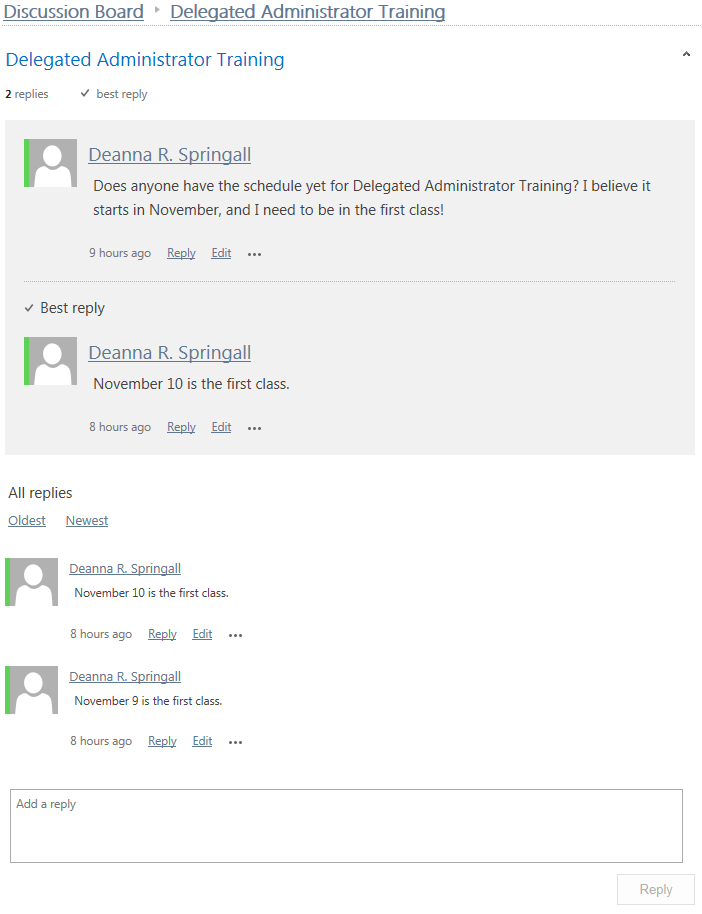 Discussion Board Delegated Administrator Training
Delegated Administrator Training
2 replies best reply
Deanna R. Springall
Does anyone have the schedule yet for Delegated Administrator Training? I believe it
starts in November, and I need to be in the first class!
9 hours ago Reply Edit ...
Best reply
Deanna R. Springall
November 10 is the first class.
8 hours ago Reply Edit ...
All replies
Oldest Newest
Deanna R. Springall
November 10 is the first class.
8 hours ago Reply Edit ...
Deanna R. Springall
November 9 is the first class.
8 hours ago Reply Edit ...
Add a reply
Reply